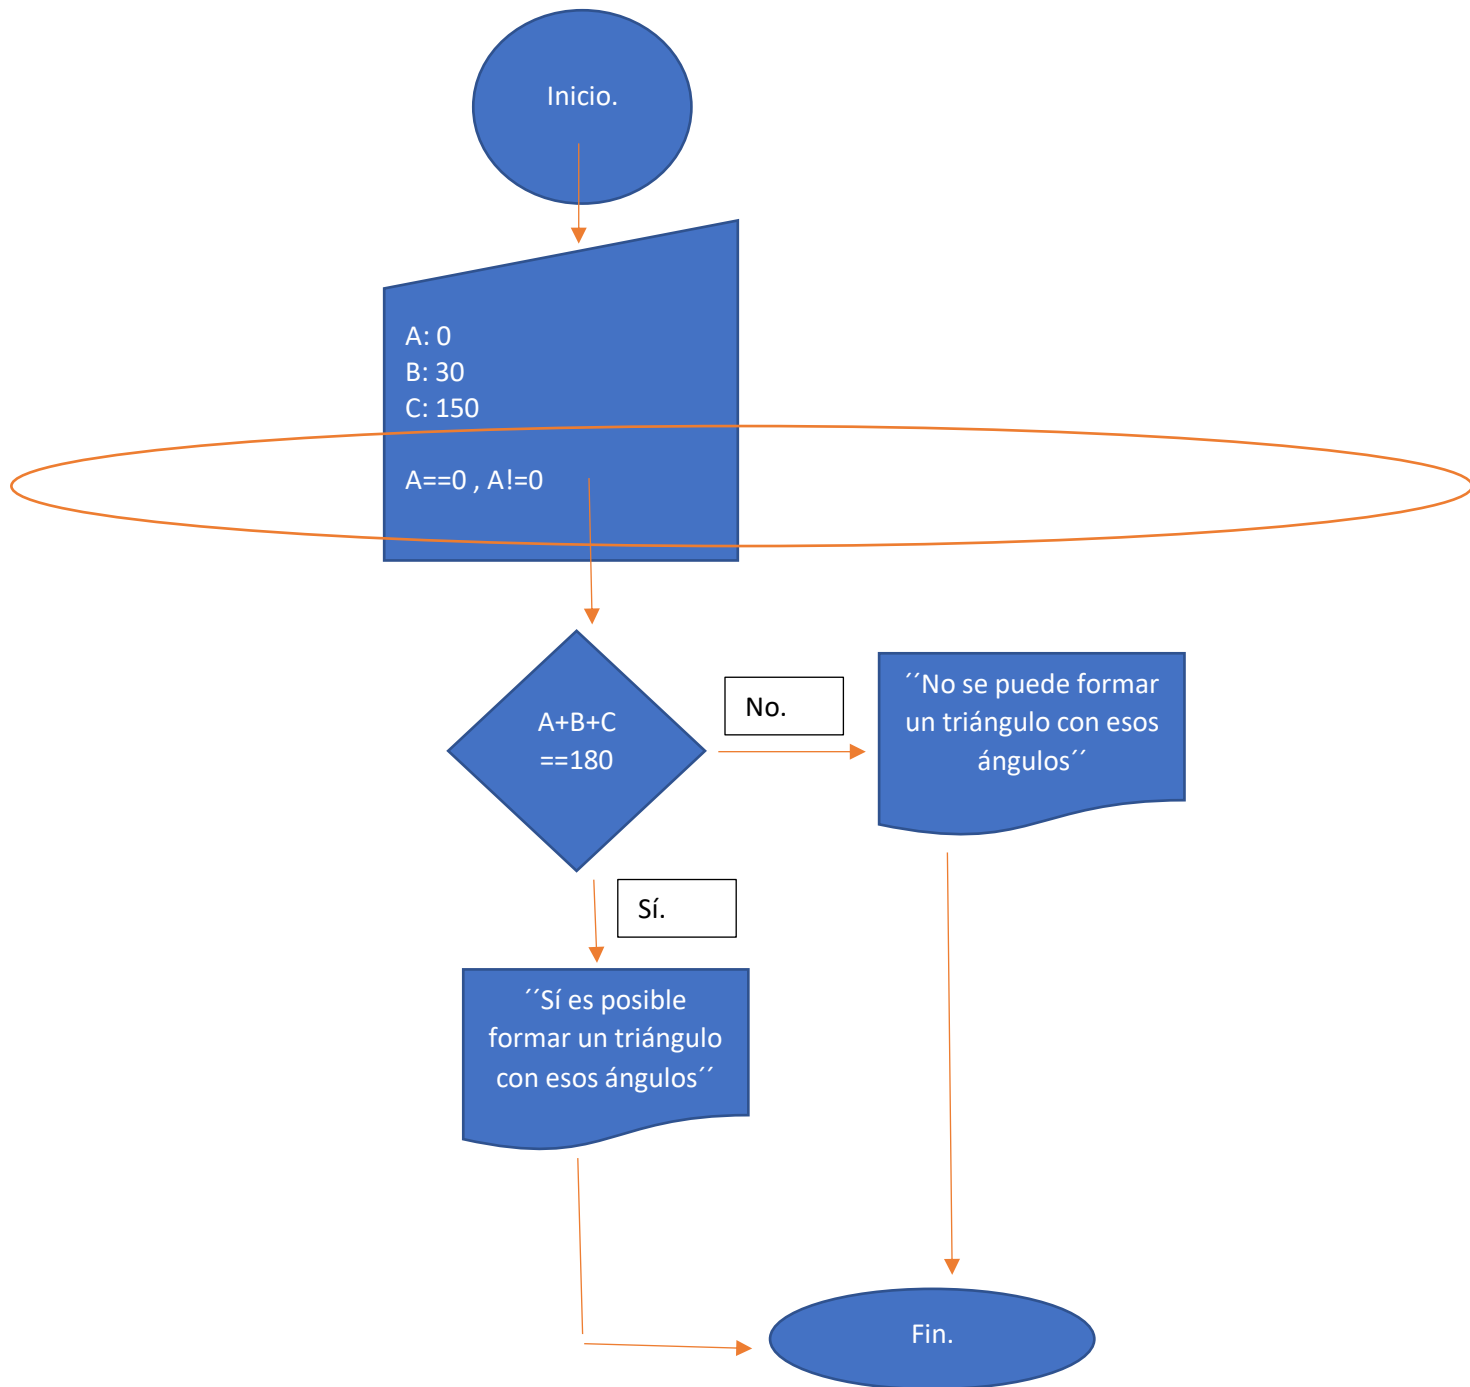 Inicio.
A: 0
B: 30
C: 150
A==0 , A!=0
A+B+C
==180
No.
´´No se puede formar
un triángulo con esos
ángulos´´
Sí.
´´Sí es posible
formar un triángulo
con esos ángulos´´
Fin.